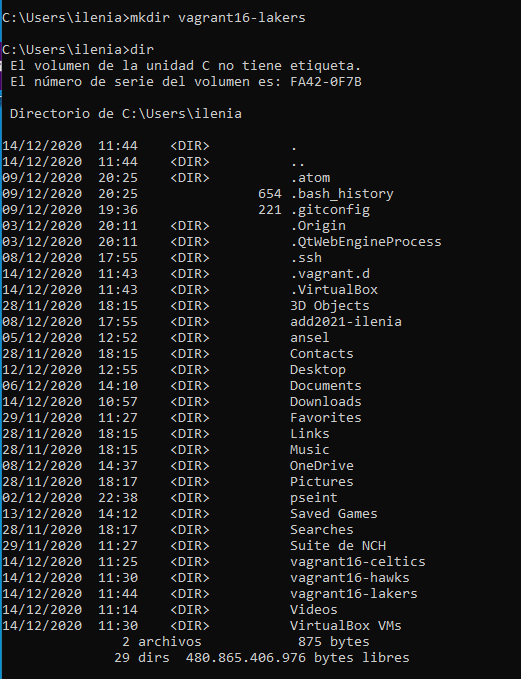 C:\Users\ilenia>mkdir vagrant16-lakers
C:\Users\ilenia>dir
 El volumen de la unidad C no tiene etiqueta.
 El número de serie del volumen es: FA42-0F7B
 Directorio de C:\Users\ilenia
14/12/2020  11:44    <DIR>          .
14/12/2020  11:44    <DIR>          ..
09/12/2020  20:25    <DIR>          .atom
09/12/2020  20:25               654 .bash_history
09/12/2020  19:36               221 .gitconfig
03/12/2020  20:11    <DIR>          .Origin
03/12/2020  20:11    <DIR>          .QtWebEngineProcess
08/12/2020  17:55    <DIR>          .ssh
14/12/2020  11:43    <DIR>          .vagrant.d
14/12/2020  11:43    <DIR>          .VirtualBox
28/11/2020  18:15    <DIR>          3D Objects
08/12/2020  17:55    <DIR>          add2021-ilenia
05/12/2020  12:52    <DIR>          ansel
28/11/2020  18:15    <DIR>          Contacts
12/12/2020  12:55    <DIR>          Desktop
06/12/2020  14:10    <DIR>          Documents
14/12/2020  10:57    <DIR>          Downloads
29/11/2020  11:27    <DIR>          Favorites
28/11/2020  18:15    <DIR>          Links
28/11/2020  18:15    <DIR>          Music
08/12/2020  14:37    <DIR>          OneDrive
28/11/2020  18:17    <DIR>          Pictures
02/12/2020  22:38    <DIR>          pseint
13/12/2020  14:12    <DIR>          Saved Games
28/11/2020  18:17    <DIR>          Searches
29/11/2020  11:27    <DIR>          Suite de NCH
14/12/2020  11:25    <DIR>          vagrant16-celtics
14/12/2020  11:30    <DIR>          vagrant16-hawks
14/12/2020  11:44    <DIR>          vagrant16-lakers
14/12/2020  11:14    <DIR>          Videos
14/12/2020  11:30    <DIR>          VirtualBox VMs
               2 archivos            875 bytes
              29 dirs  480.865.406.976 bytes libres